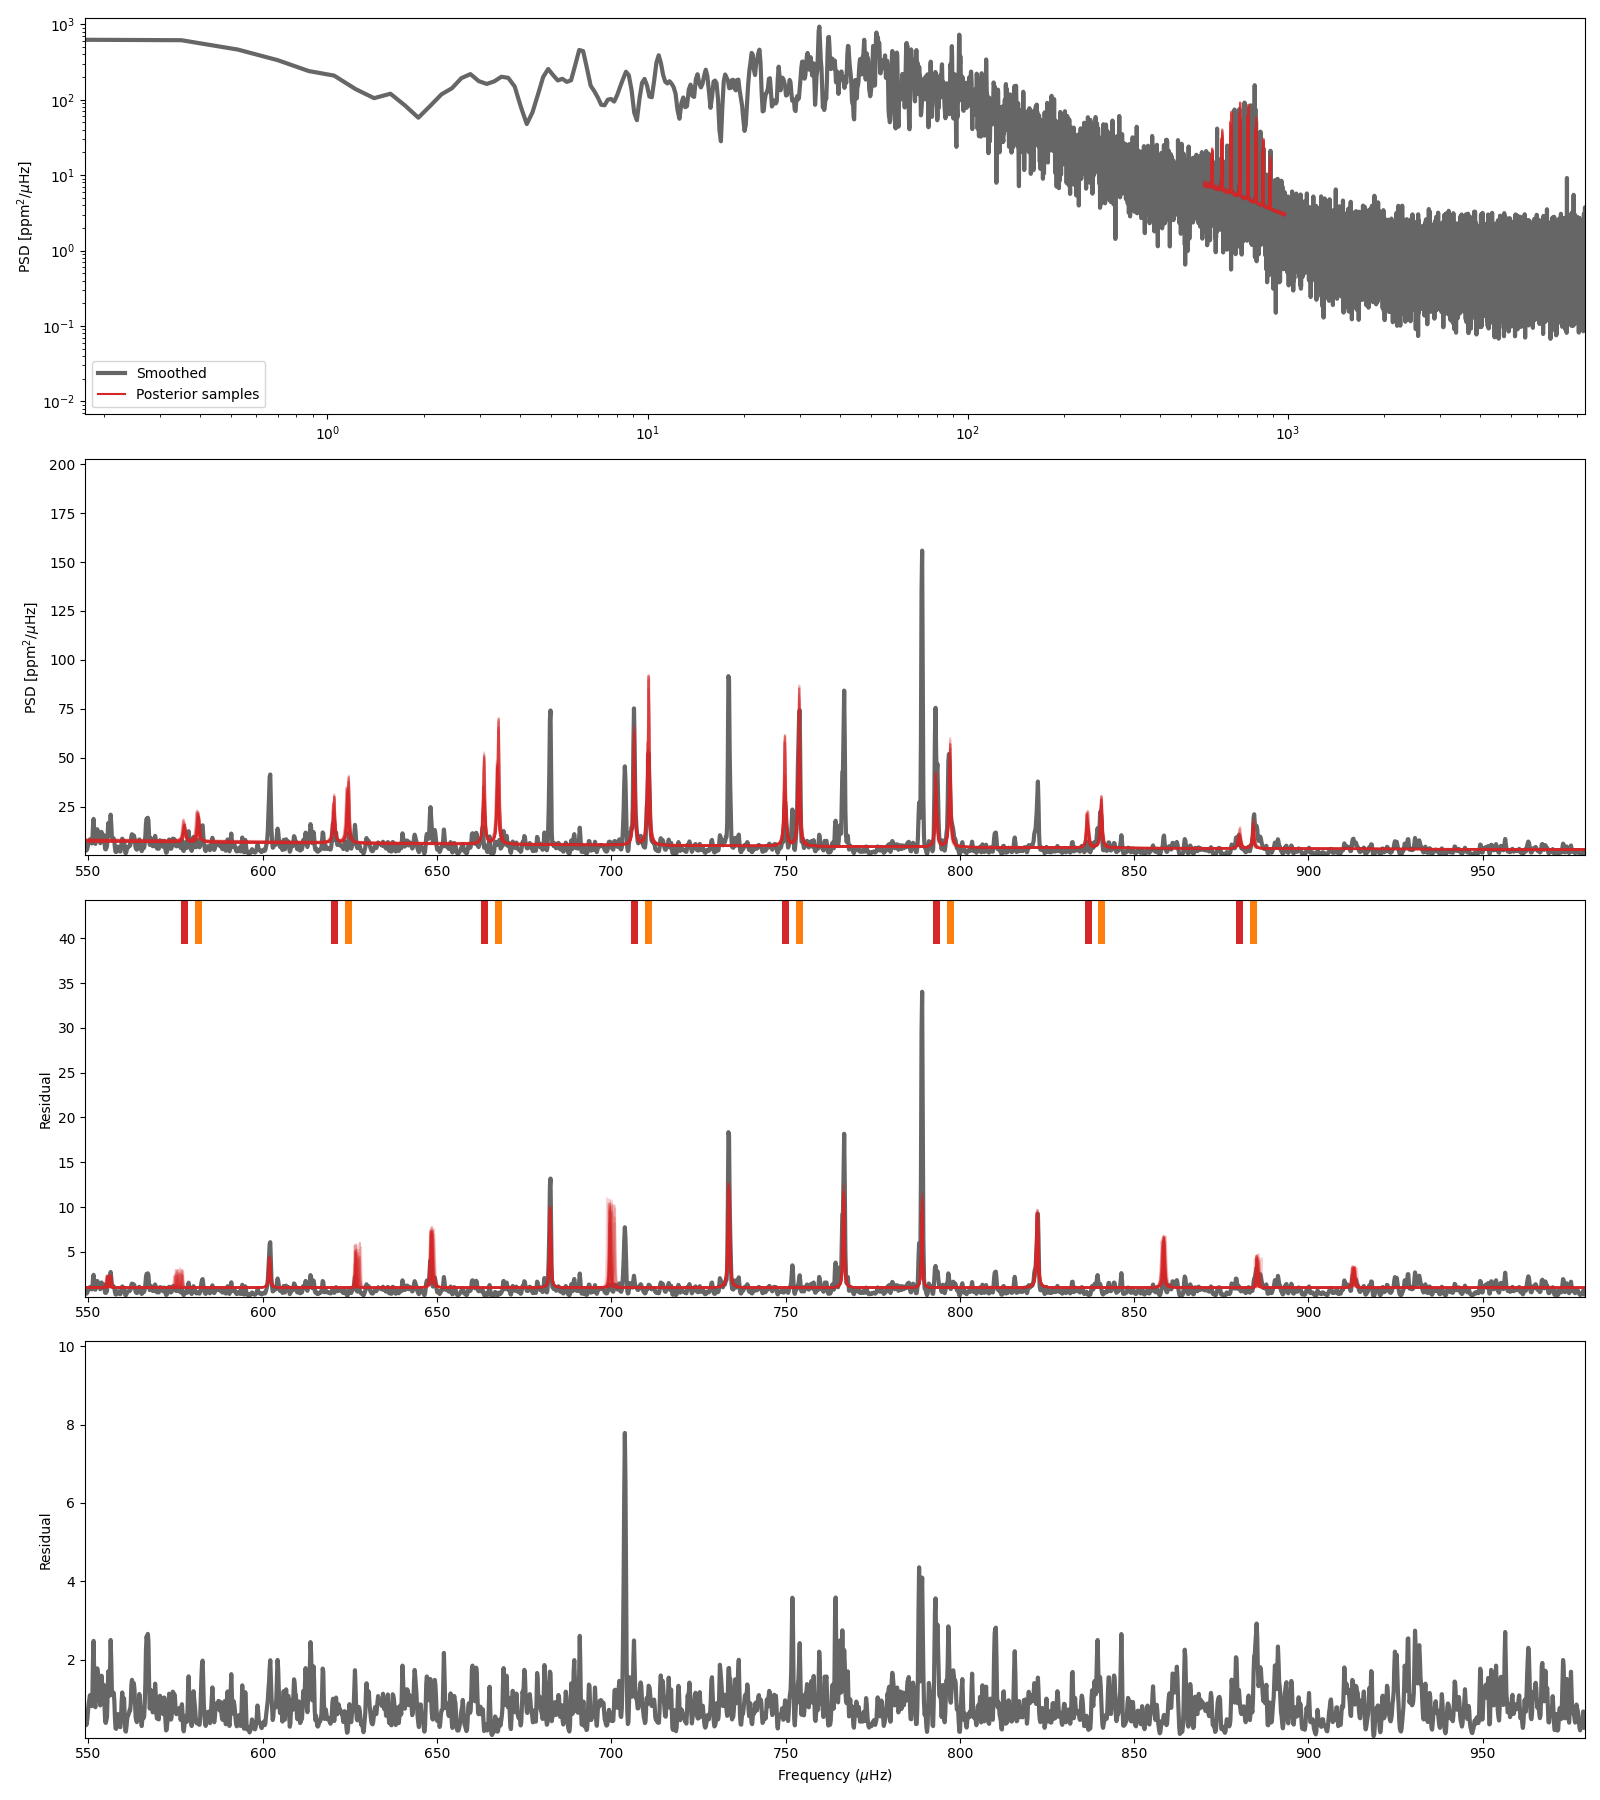 10³
10²
10¹
10⁰
10⁻¹
10⁻²
PSD [ppm²/μHz]
Smoothed
Posterior samples
10⁰ 10¹ 10² 10³
200
175
150
125
100
75
50
25
PSD [ppm²/μHz]
550 600 650 700 750 800 850 900 950
40
35
30
25
20
15
10
5
Residual
550 600 650 700 750 800 850 900 950
10
8
6
4
2
Residual
550 600 650 700 750 800 850 900 950
Frequency (μHz)